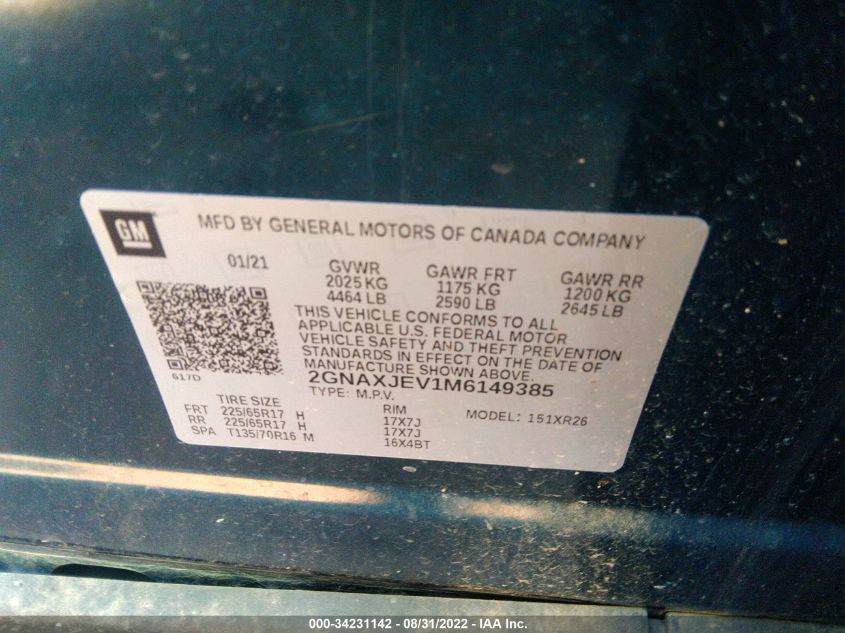 GM
MFD BY GENERAL MOTORS OF CANADA COMPANY
01/21
GVWR
2025 KG
4464 LB
GAWR FRT
1175 KG
2590 LB
GAWR RR
1200 KG
2645 LB
THIS VEHICLE CONFORMS TO ALL
APPLICABLE U.S. FEDERAL MOTOR
VEHICLE SAFETY AND THEFT PREVENTION
STANDARDS IN EFFECT ON THE DATE OF
MANUFACTURE SHOWN ABOVE.
617D
2GNAXJEV1M6149385
TYPE: M.P.V.
MODEL: 151XR26
TIRE SIZE
RIM
FRT 225/65R17 H 17X7J
RR 225/65R17 H 17X7J
SPA T135/70R16 M 16X4BT
000-34231142 - 08/31/2022 - IAA Inc.